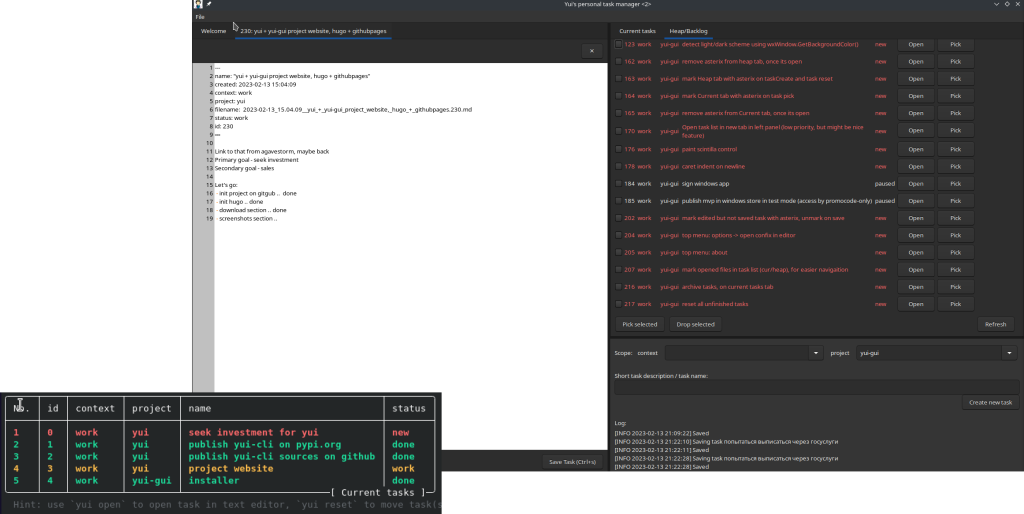 Yui's personal task manager <2>
File
Welcome
230: yui + yui-gui project website, hugo + githubpages
×
1 ---
2 name: "yui + yui-gui project website, hugo + githubpages"
3 created: 2023-02-13 15:04:09
4 context: work
5 project: yui
6 filename: 2023-02-13_15.04.09__yui_+_yui-gui_project_website,_hugo_+_githubpages.230.md
7 status: work
8 id: 230
9 ---
10
11 Link to that from agavestorm, maybe back
12 Primary goal - seek investment
13 Secondary goal - sales
14
15 Let's go:
16 - init project on gitgub .. done
17 - init hugo .. done
18 - download section .. done
19 - screenshots section ..
Save Task (Ctrl+s)
Current tasks Heap/Backlog
123 work yui-gui detect light/dark scheme using wxWindow.GetBackgroundColor() new Open Pick
162 work yui-gui remove asterix from heap tab, once its open new Open Pick
163 work yui-gui mark Heap tab with asterix on taskCreate and task reset new Open Pick
164 work yui-gui mark Current tab with asterix on task pick new Open Pick
165 work yui-gui remove asterix from Current tab, once its open new Open Pick
170 work yui-gui Open task list in new tab in left panel (low priority, but might be nice feature) new Open Pick
176 work yui-gui paint scintilla control new Open Pick
178 work yui-gui caret indent on newline new Open Pick
184 work yui-gui sign windows app paused Open Pick
185 work yui-gui publish mvp in windows store in test mode (access by promocode-only) paused Open Pick
202 work yui-gui mark edited but not saved task with asterix, unmark on save new Open Pick
204 work yui-gui top menu: options -> open confix in editor new Open Pick
205 work yui-gui top menu: about new Open Pick
207 work yui-gui mark opened files in task list (cur/heap), for easier navigation new Open Pick
216 work yui-gui archive tasks, on current tasks tab new Open Pick
217 work yui-gui reset all unfinished tasks new Open Pick
Pick selected Drop selected Refresh
Scope: context project yui-gui
Short task description / task name:
Create new task
Log:
[INFO 2023-02-13 21:09:22] Saved
[INFO 2023-02-13 21:22:10] Saving task попытаться выписаться через госуслуги
[INFO 2023-02-13 21:22:11] Saved
[INFO 2023-02-13 21:22:28] Saving task попытаться выписаться через госуслуги
[INFO 2023-02-13 21:22:28] Saved
No. id context project name status
1 0 work yui seek investment for yui new
2 1 work yui publish yui-cli on pypi.org done
3 2 work yui publish yui-cli sources on github done
4 3 work yui project website work
5 4 work yui-gui installer done
[ Current tasks ]
Hint: use `yui open` to open task in text editor, `yui reset` to move task(s